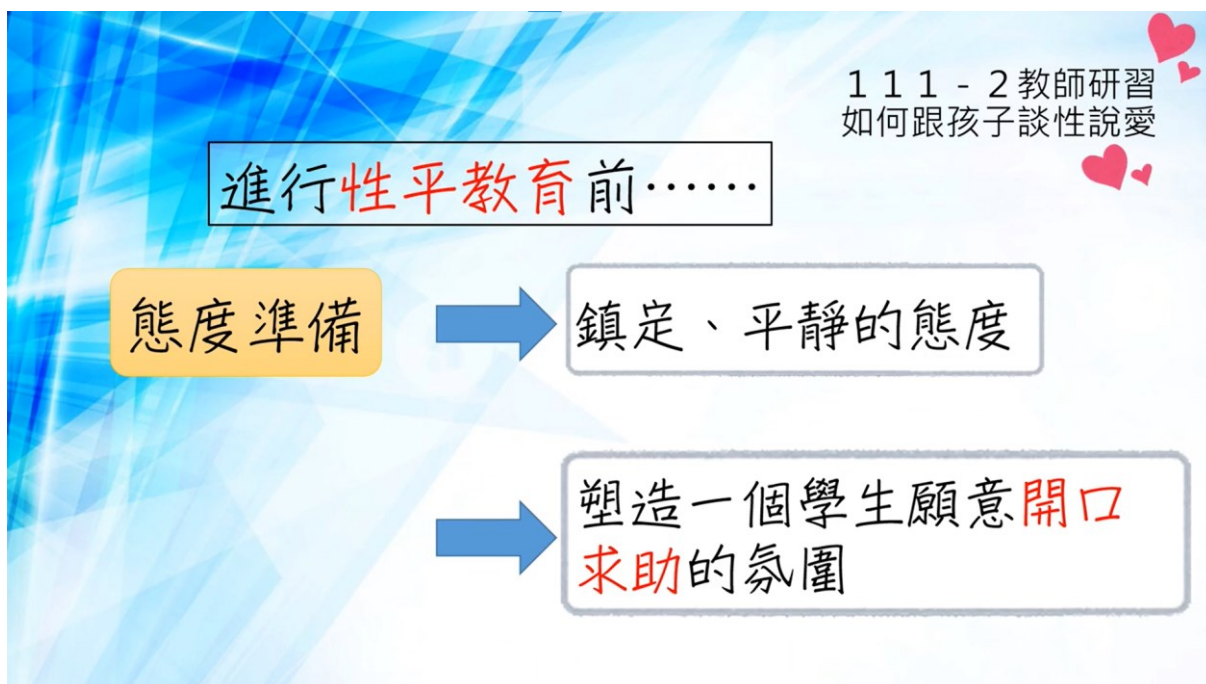 １１１－２教師研習
如何跟孩子談性說愛
進行性平教育前⋯⋯
態度準備
鎮定、平靜的態度
塑造一個學生願意開口
求助的氛圍